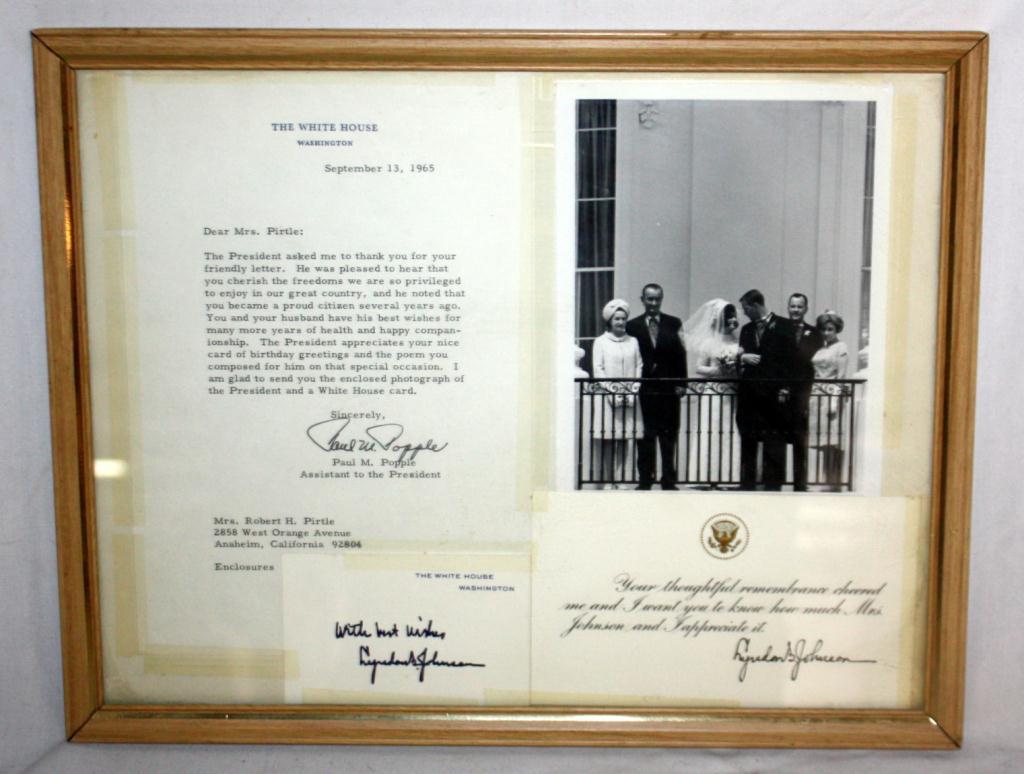 THE WHITE HOUSE
WASHINGTON
September 13, 1965
Dear Mrs. Pirtle:
The President asked me to thank you for your
friendly letter. He was pleased to hear that
you cherish the freedoms we are so privileged
to enjoy in our great country, and he noted that
you became a proud citizen several years ago.
You and your husband have his best wishes for
many more years of health and happy compan-
ionship. The President appreciates your nice
card of birthday greetings and the poem you
composed for him on that special occasion. I
am glad to send you the enclosed photograph of
the President and a White House card.
Sincerely,
Paul M. Popple
Paul M. Popple
Assistant to the President
Mrs. Robert H. Pirtle
2858 West Orange Avenue
Anaheim, California 92804
Enclosures
THE WHITE HOUSE
WASHINGTON
With best wishes
Lyndon B. Johnson
Your thoughtful remembrance cheered
me and I want you to know how much Mrs.
Johnson and I appreciate it.
Lyndon B. Johnson